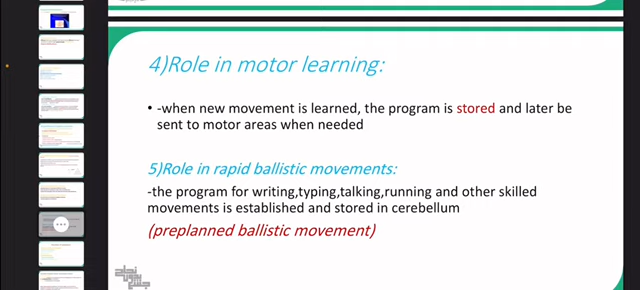 4)Role in motor learning:
• -when new movement is learned, the program is stored and later be
sent to motor areas when needed
5)Role in rapid ballistic movements:
-the program for writing,typing,talking,running and other skilled
movements is established and stored in cerebellum
(preplanned ballistic movement)